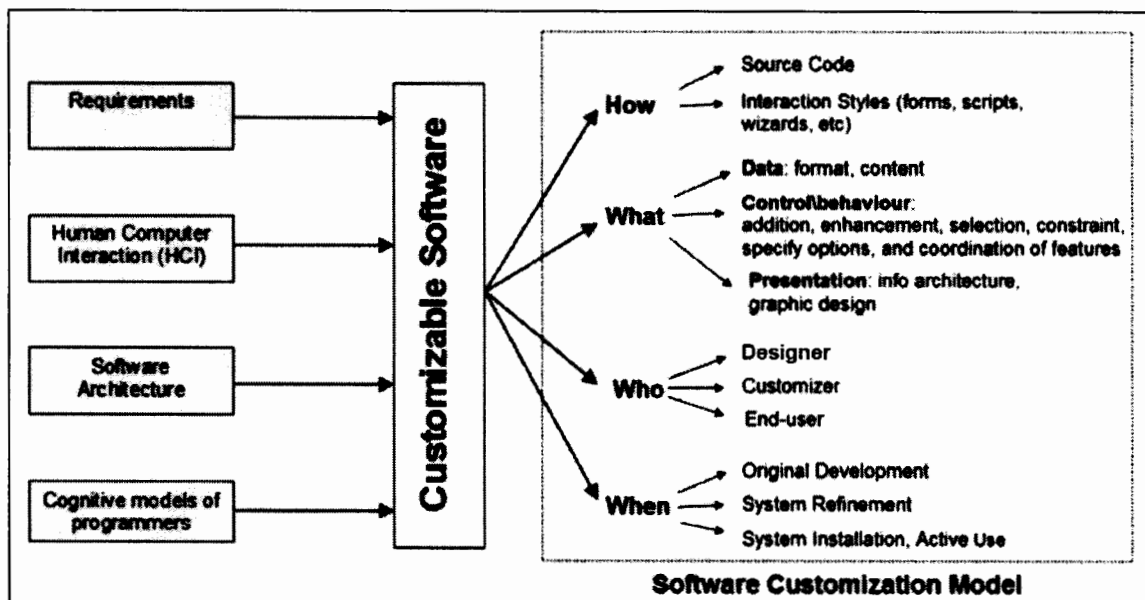 Requirements
Human Computer
Interaction (HCI)
Software
Architecture
Cognitive models of
programmers
Customizable Software
How
Source Code
Interaction Styles (forms, scripts,
wizards, etc)
What
Data: format, content
Control\behaviour:
addition, enhancement, selection, constraint,
specify options, and coordination of features
Presentation: info architecture,
graphic design
Who
Designer
Customizer
End-user
When
Original Development
System Refinement
System Installation, Active Use
Software Customization Model